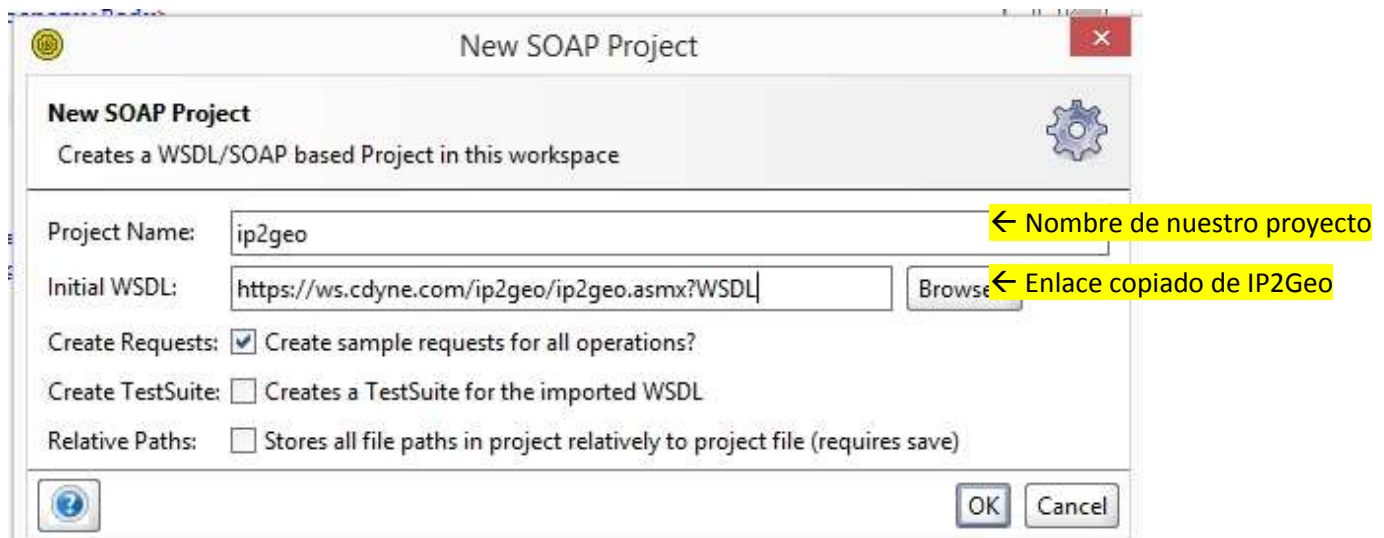 New SOAP Project
New SOAP Project
Creates a WSDL/SOAP based Project in this workspace
Project Name: ip2geo ← Nombre de nuestro proyecto
Initial WSDL: https://ws.cdyne.com/ip2geo/ip2geo.asmx?WSDL Browse ← Enlace copiado de IP2Geo
Create Requests: Create sample requests for all operations?
Create TestSuite: Creates a TestSuite for the imported WSDL
Relative Paths: Stores all file paths in project relatively to project file (requires save)
OK Cancel